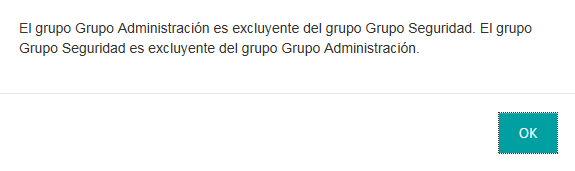 El grupo Grupo Administración es excluyente del grupo Grupo Seguridad. El grupo
Grupo Seguridad es excluyente del grupo Grupo Administración.
OK